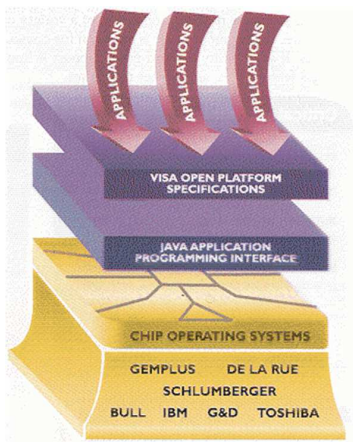 APPLICATIONS
APPLICATIONS
APPLICATIONS
VISA OPEN PLATFORM
SPECIFICATIONS
JAVA APPLICATION
PROGRAMMING INTERFACE
CHIP OPERATING SYSTEMS
GEMPLUS DE LA RUE
SCHLUMBERGER
BULL IBM G&D TOSHIBA